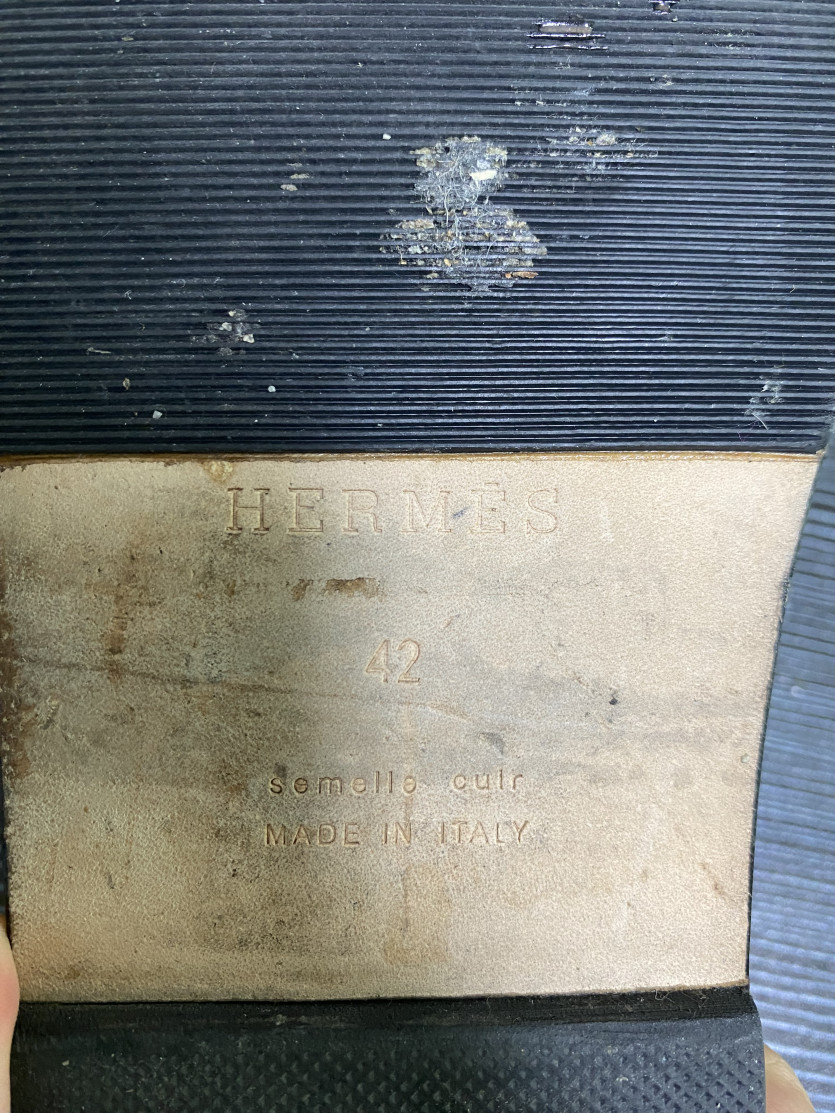 HERMÈS
42
semelle cuir
MADE IN ITALY